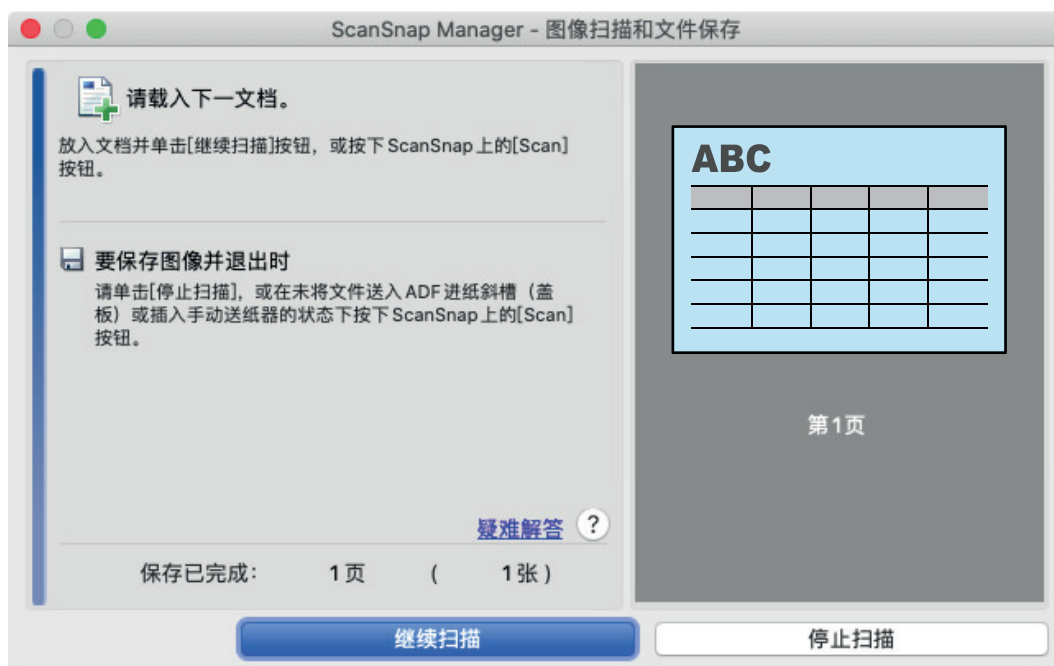 ScanSnap Manager - 图像扫描和文件保存
请载入下一文档。
放入文档并单击[继续扫描]按钮，或按下 ScanSnap 上的[Scan]
按钮。
要保存图像并退出时
请单击[停止扫描]，或在未将文件送入 ADF 进纸斜槽（盖
板）或插入手动送纸器的状态下按下 ScanSnap 上的[Scan]
按钮。
疑难解答 ?
保存已完成: 1 页 ( 1 张 )
ABC
第1页
继续扫描
停止扫描